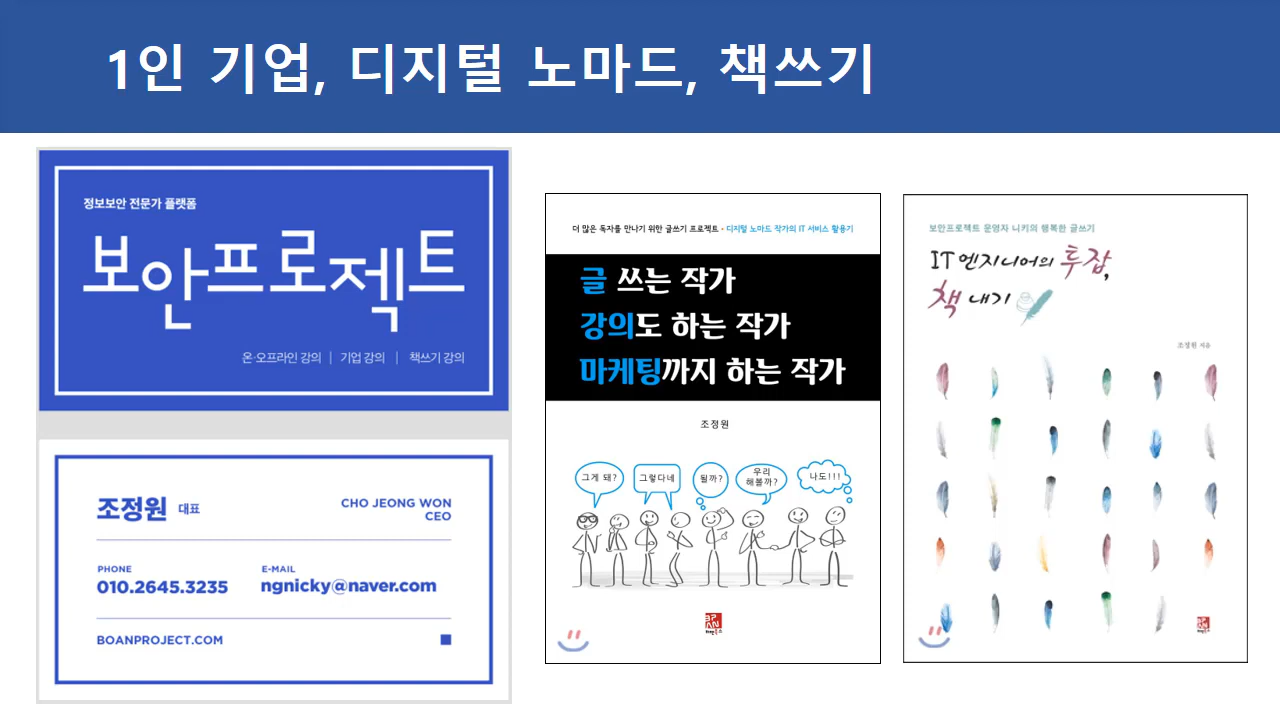 1인 기업, 디지털 노마드, 책쓰기
정보보안 전문가 플랫폼
보안프로젝트
온·오프라인 강의 | 기업 강의 | 책쓰기 강의
조정원 대표
CHO JEONG WON
CEO
PHONE
010.2645.3235
E-MAIL
ngnicky@naver.com
BOANPROJECT.COM
더 많은 독자를 만나기 위한 글쓰기 프로젝트 • 디지털 노마드 작가의 IT 서비스 활용기
글 쓰는 작가
강의도 하는 작가
마케팅까지 하는 작가
조정원
그게 돼?
그렇다네
될까?
우리
해볼까?
나도!!!
보안프로젝트 운영자 니키의 행복한 글쓰기
IT 엔지니어의 투잡,
책 내기
조정원 지음